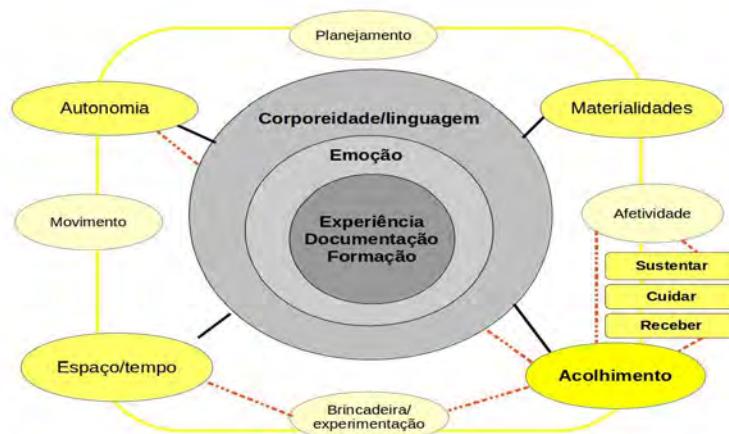 Planejamento
Autonomia
Materialidades
Corporeidade/linguagem
Emoção
Experiência
Documentação
Formação
Movimento
Afetividade
Sustentar
Cuidar
Receber
Espaço/tempo
Acolhimento
Brincadeira/
experimentação